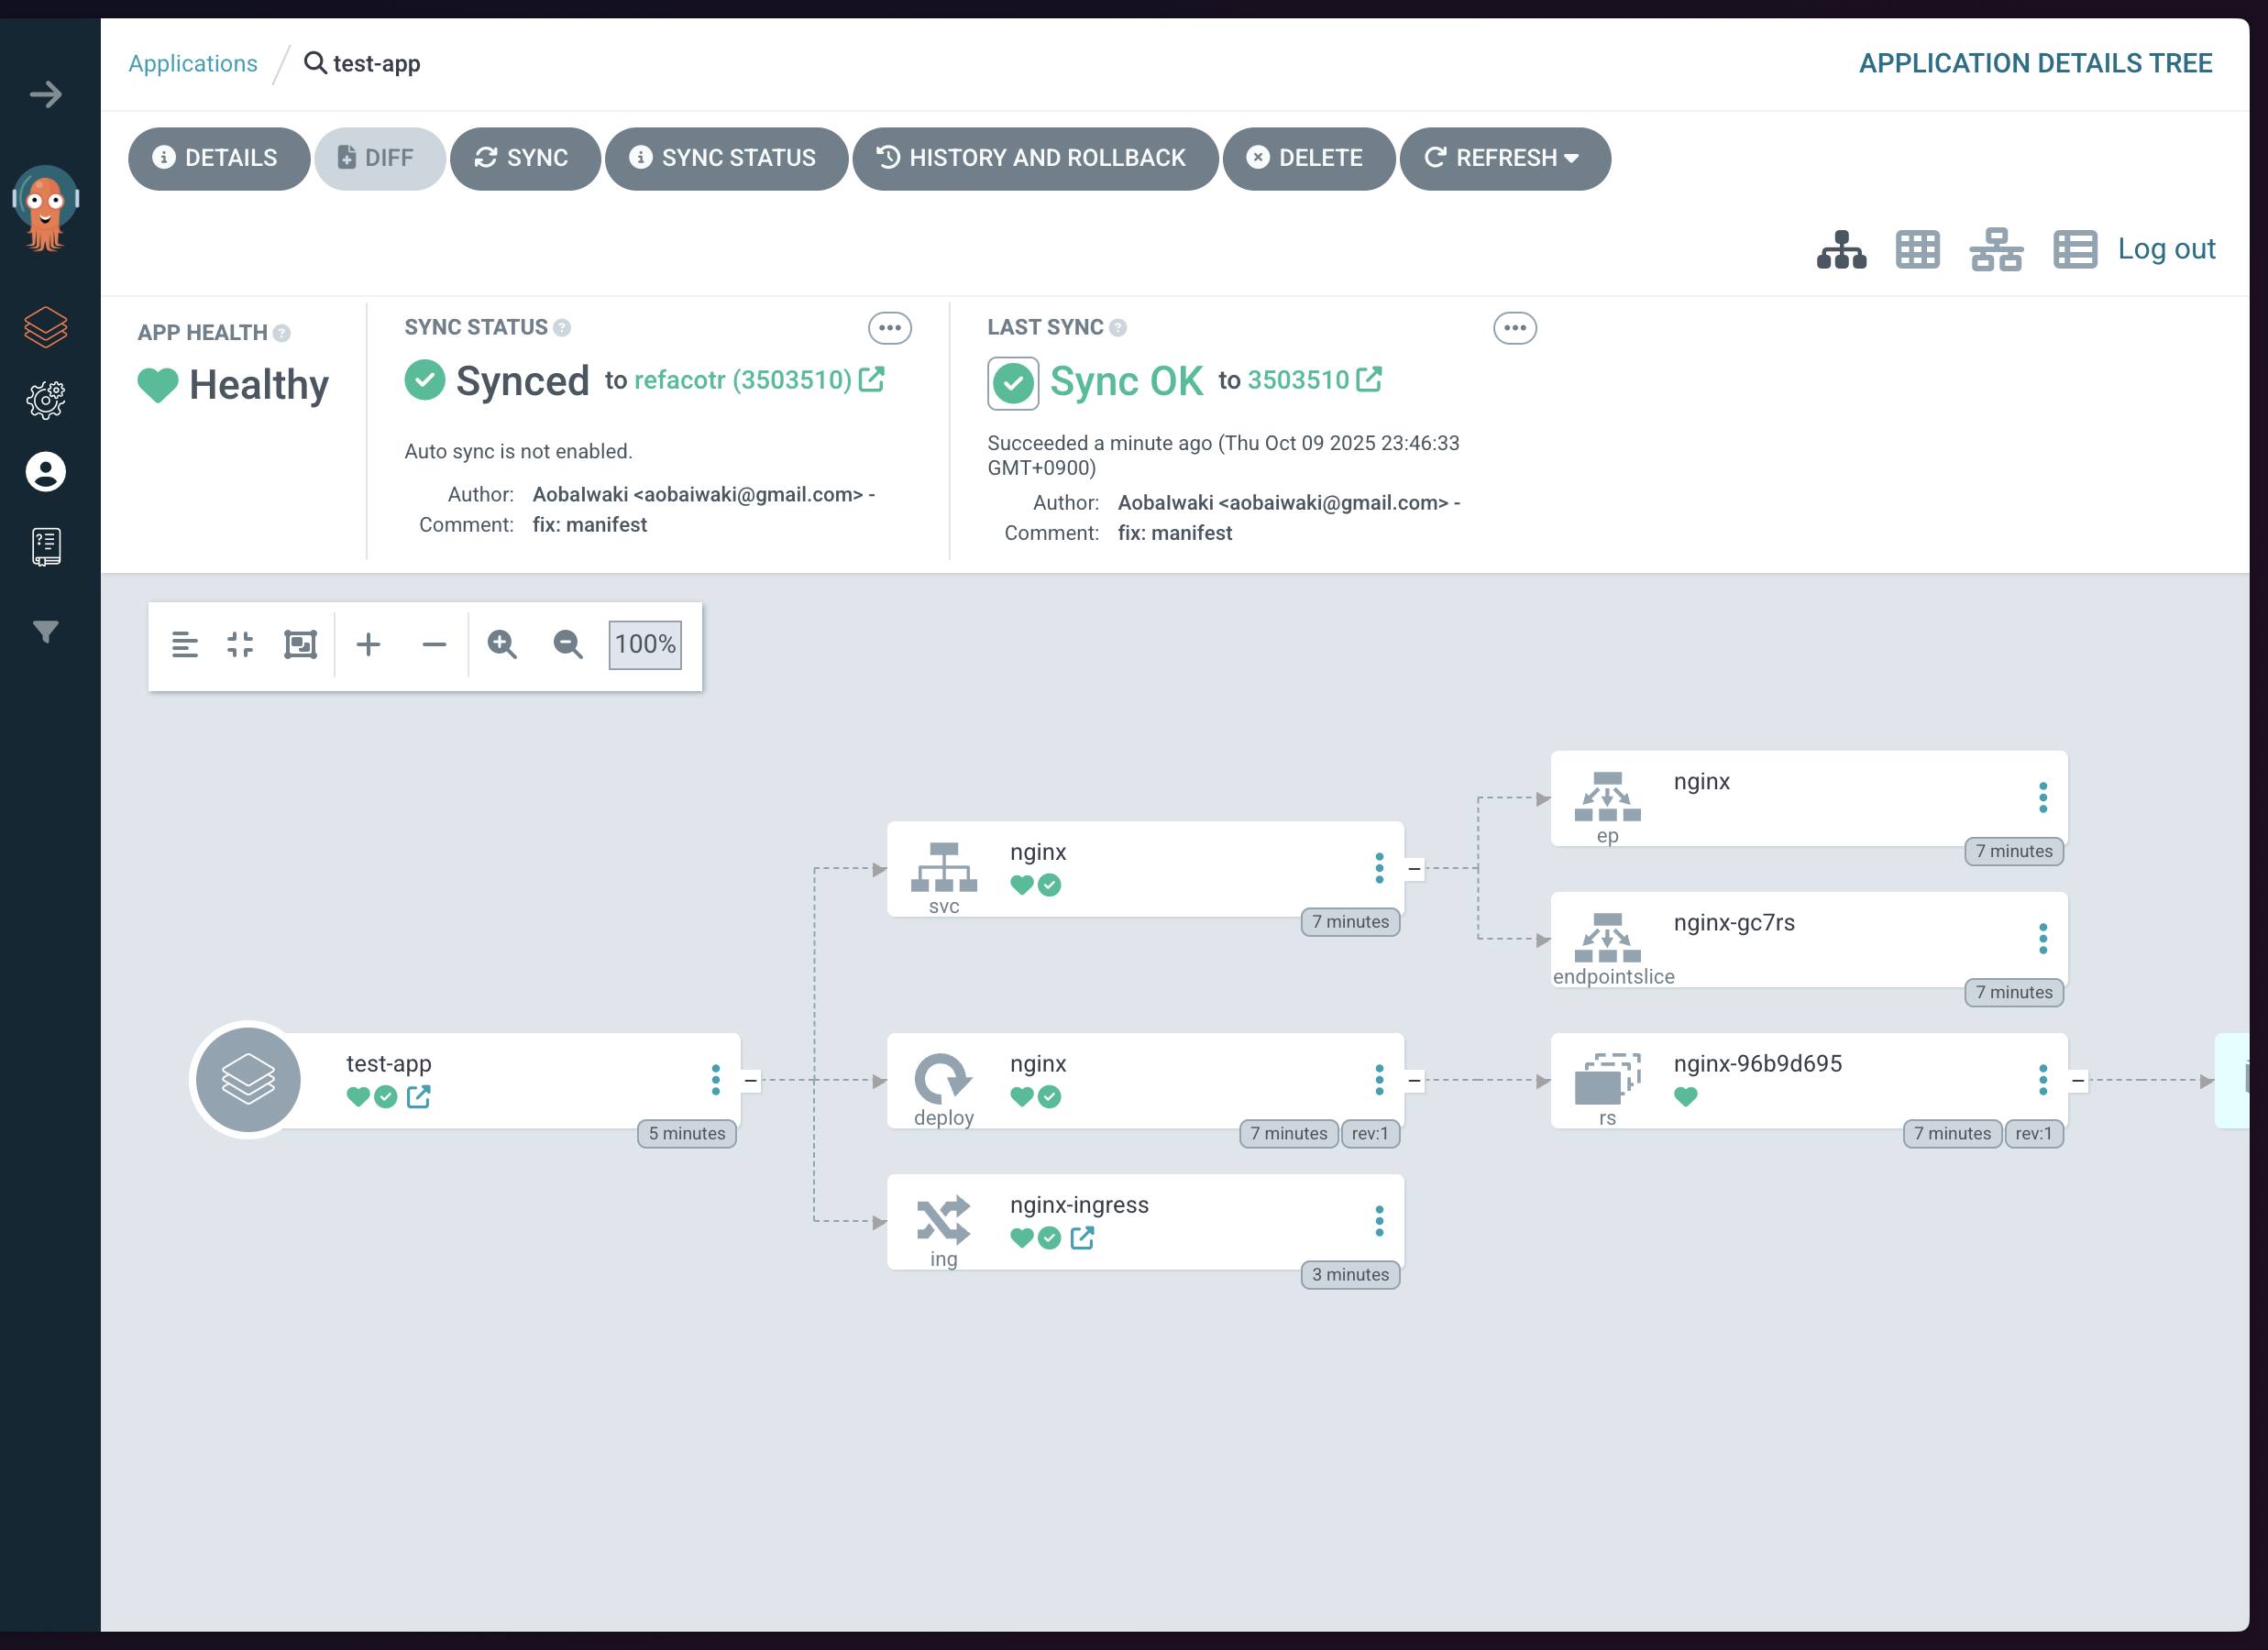 Applications
test-app
APPLICATION DETAILS TREE
DETAILS
DIFF
SYNC
SYNC STATUS
HISTORY AND ROLLBACK
DELETE
REFRESH
Log out
APP HEALTH
Healthy
SYNC STATUS
Synced to refacotr (3503510)
Auto sync is not enabled.
Author: AobaIwaki <aobaiwaki@gmail.com> -
Comment: fix: manifest
LAST SYNC
Sync OK to 3503510
Succeeded a minute ago (Thu Oct 09 2025 23:46:33
GMT+0900)
Author: AobaIwaki <aobaiwaki@gmail.com> -
Comment: fix: manifest
100%
test-app
5 minutes
nginx
svc
7 minutes
nginx
deploy
7 minutes
rev:1
nginx-ingress
ing
3 minutes
nginx
ep
7 minutes
nginx-gc7rs
endpointslice
7 minutes
nginx-96b9d695
rs
7 minutes
rev:1